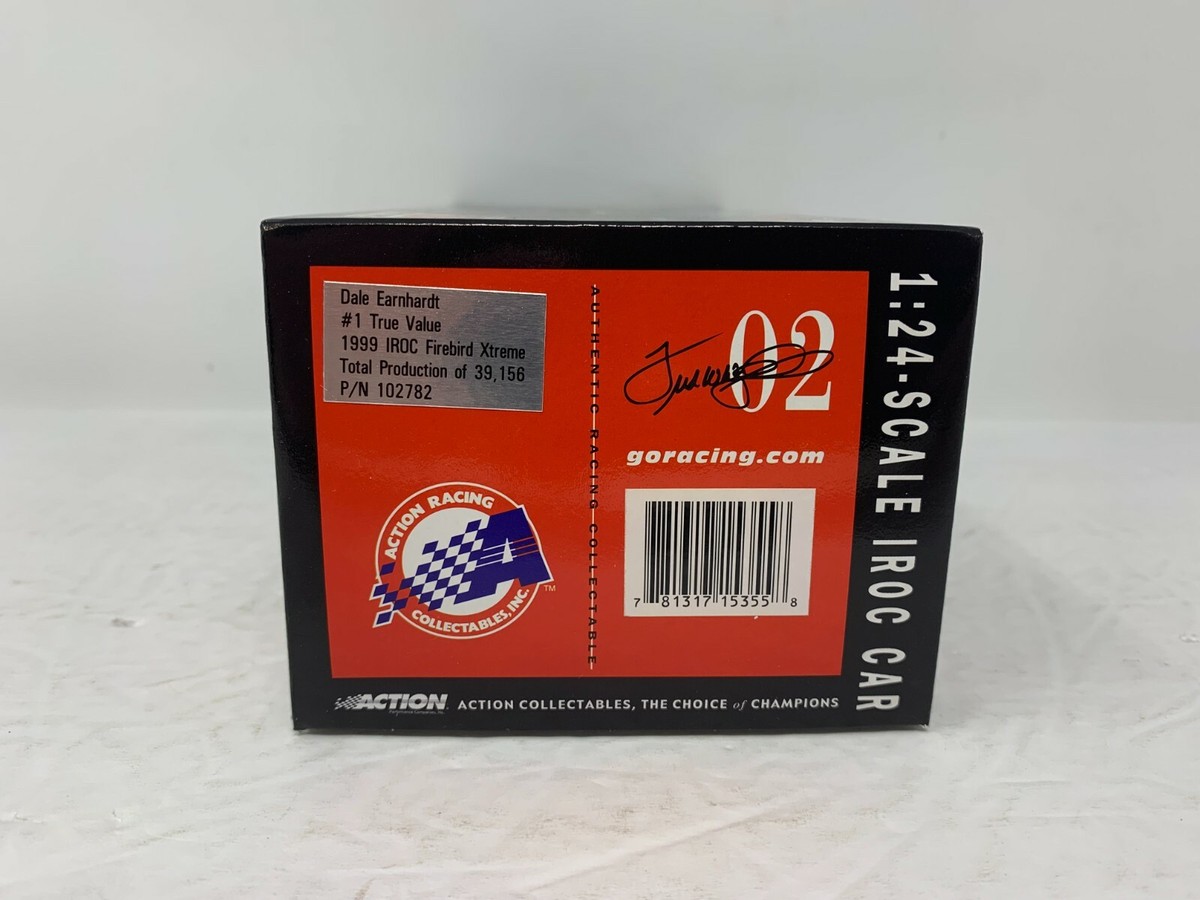 Dale Earnhardt
#1 True Value
1999 IROC Firebird Xtreme
Total Production of 39,156
P/N 102782
AUTHENTIC RACING COLLECTABLE
02
goracing.com
7 81317 15355 8
ACTION RACING
COLLECTABLES, INC.
A
TM
ACTION
ACTION COLLECTABLES, THE CHOICE of CHAMPIONS
1:24-SCALE IROC CAR